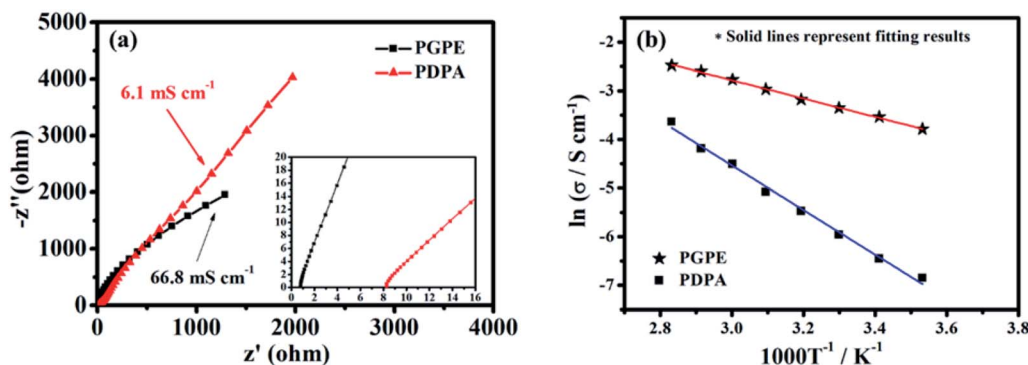 (a)
PGPE
PDPA
6.1 mS cm⁻¹
66.8 mS cm⁻¹
-z''(ohm)
5000
4000
3000
2000
1000
0
0 1000 2000 3000 4000
z' (ohm)
20
18
16
14
12
10
8
6
4
2
0
2 4 6 8 10 12 14 16
(b)
* Solid lines represent fitting results
ln (σ / S cm⁻¹)
-2
-3
-4
-5
-6
-7
PGPE
PDPA
2.8 3.0 3.2 3.4 3.6 3.8
1000T⁻¹ / K⁻¹